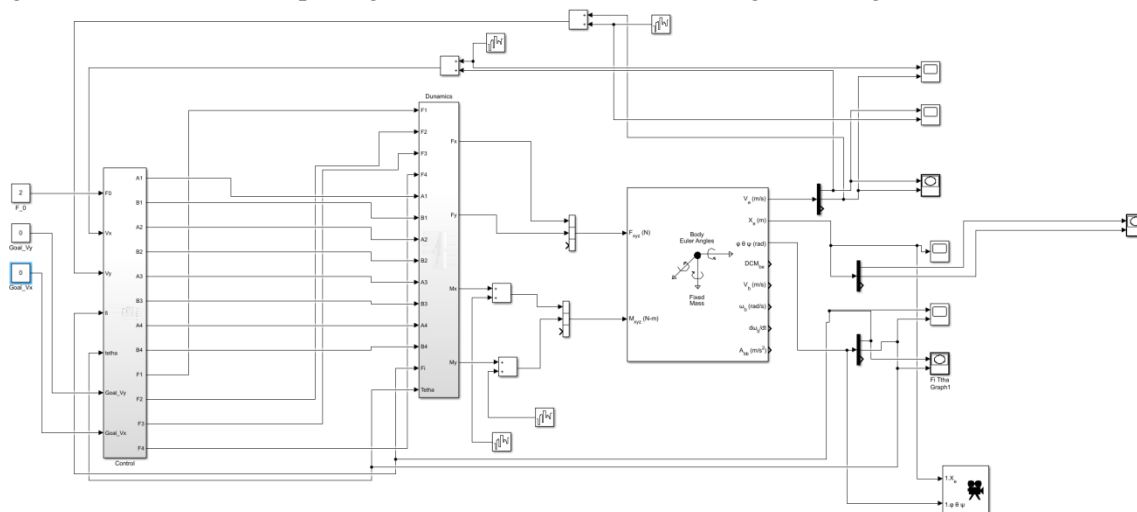 Dunamics
F1
F2
F3
F4
A1
B1
A2
B2
A3
B3
A4
B4
Fi
Tetha
Fx
Fy
Mx
My
2
F_0
0
Goal_Vy
0
Goal_Vx
Vx
Vy
fi
tetha
Goal_Vy
Goal_Vx
A1
B1
A2
B2
A3
B3
A4
B4
F1
F2
F3
F4
Control
Fxyz (N)
Mxyz (N-m)
Body
Euler Angles
Fixed
Mass
Ve (m/s)
Xe (m)
φ θ ψ (rad)
DCMbe
Vb (m/s)
ωb (rad/s)
dωb/dt
Abb (m/s²)
Fi Ttha
Graph1
1.Xe
1.φ θ ψ